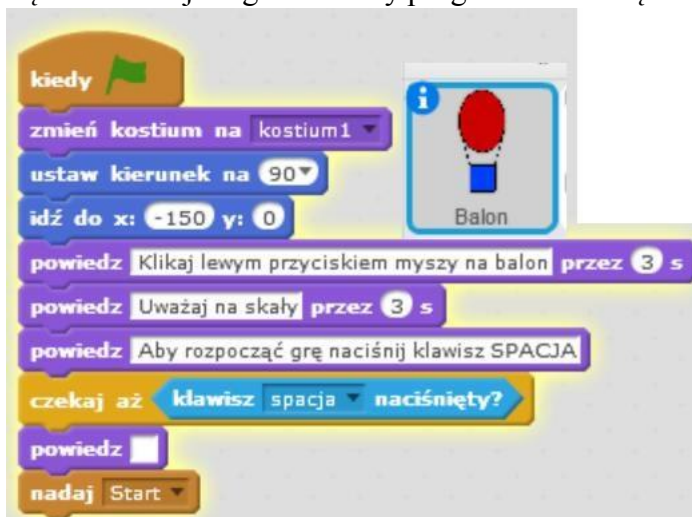 kiedy
zmień kostium na kostium1
ustaw kierunek na 90
idź do x: -150 y: 0
i
Balon
powiedz Klikaj lewym przyciskiem myszy na balon przez 3 s
powiedz Uważaj na skały przez 3 s
powiedz Aby rozpocząć grę naciśnij klawisz SPACJA
czekaj aż klawisz spacja naciśnięty?
powiedz
nadaj Start